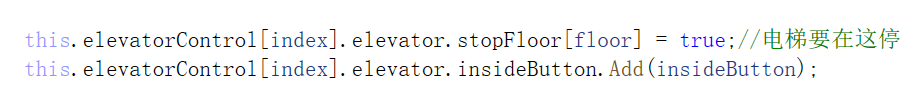 this.elevatorControl[index].elevator.stopFloor[floor] = true;//电梯要在这停
this.elevatorControl[index].elevator.insideButton.Add(insideButton);